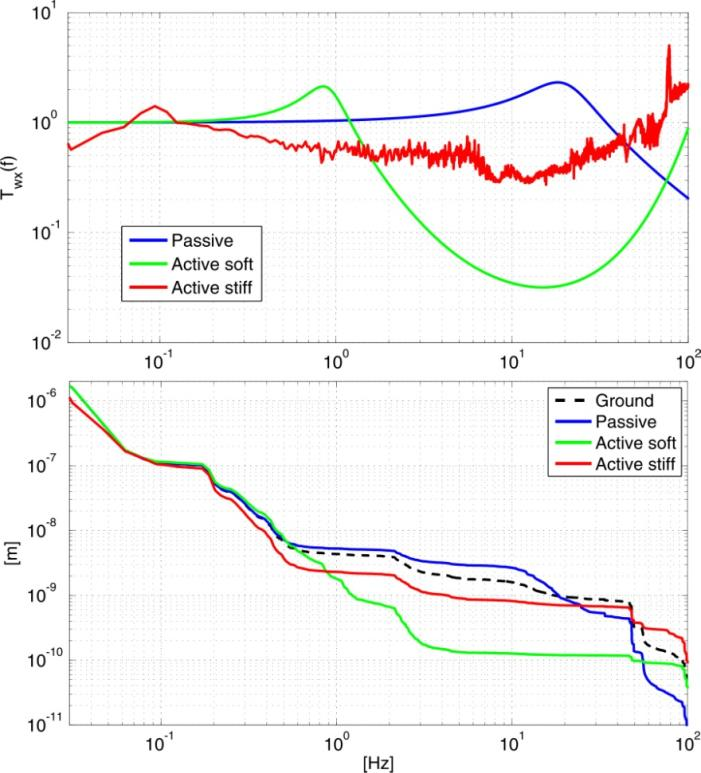 10^1
10^0
10^-1
10^-2
T_wx(f)
Passive
Active soft
Active stiff
10^-1 10^0 10^1 10^2
10^-6
10^-7
10^-8
10^-9
10^-10
10^-11
[m]
Ground
Passive
Active soft
Active stiff
10^-1 10^0 10^1 10^2
[Hz]